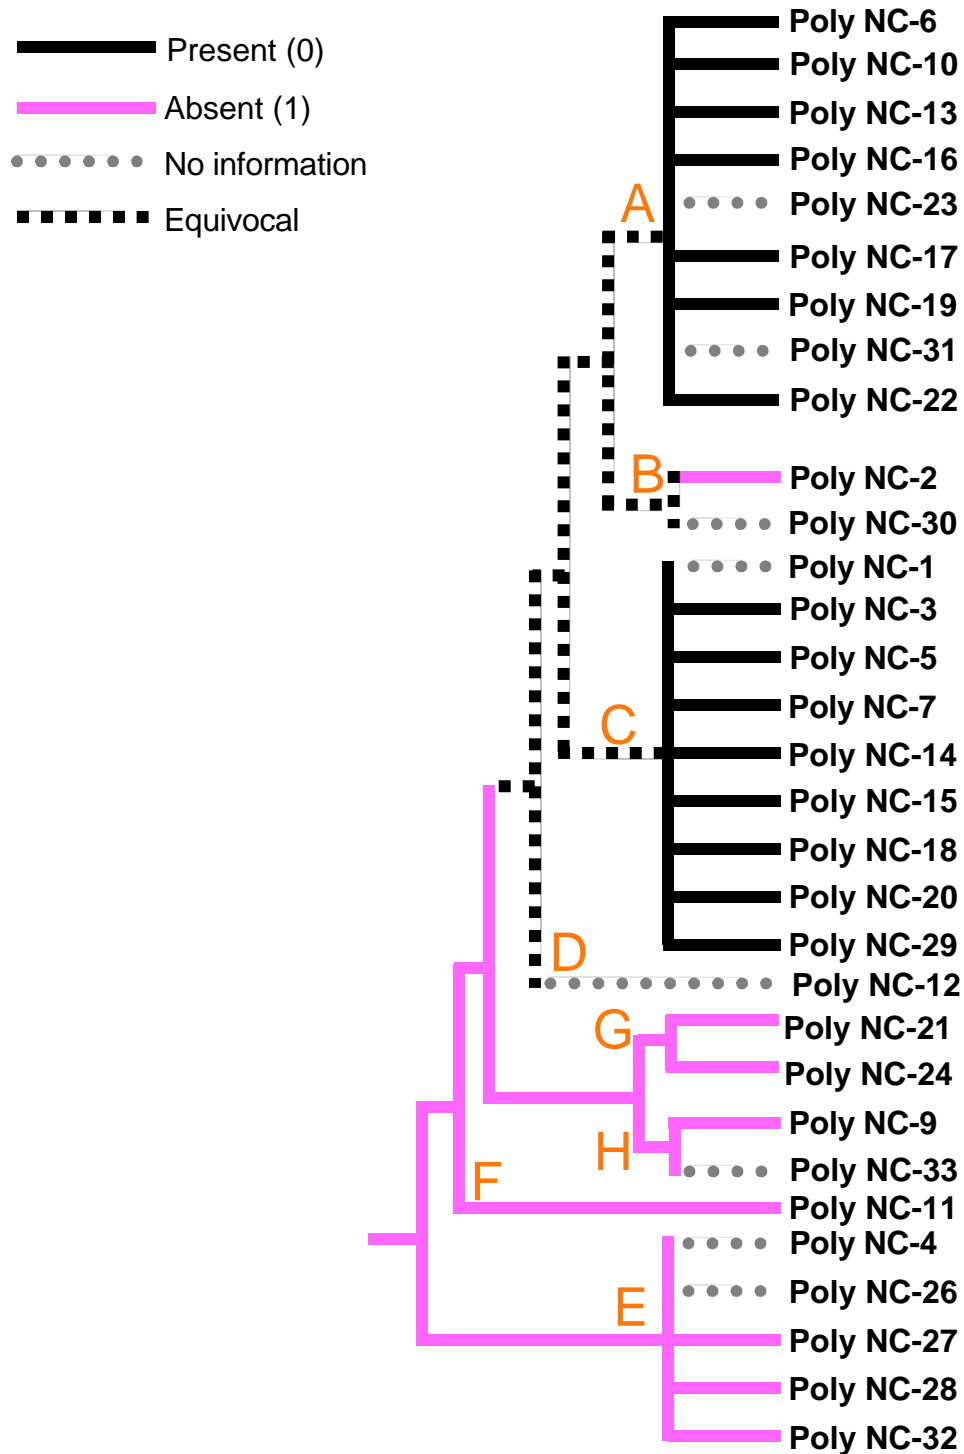 Present (0)
Absent (1)
No information
Equivocal
Poly NC-6
Poly NC-10
Poly NC-13
Poly NC-16
A
Poly NC-23
Poly NC-17
Poly NC-19
Poly NC-31
Poly NC-22
B
Poly NC-2
Poly NC-30
Poly NC-1
Poly NC-3
Poly NC-5
Poly NC-7
C
Poly NC-14
Poly NC-15
Poly NC-18
Poly NC-20
Poly NC-29
D
Poly NC-12
G
Poly NC-21
Poly NC-24
Poly NC-9
H
Poly NC-33
F
Poly NC-11
Poly NC-4
Poly NC-26
E
Poly NC-27
Poly NC-28
Poly NC-32